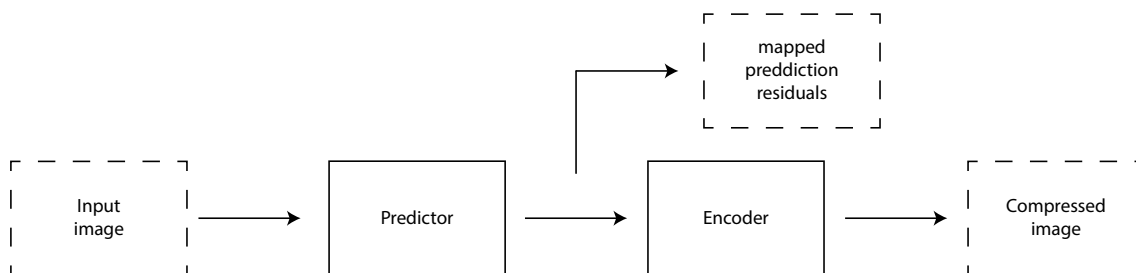 mapped
preddiction
residuals
Input
image
Predictor
Encoder
Compressed
image